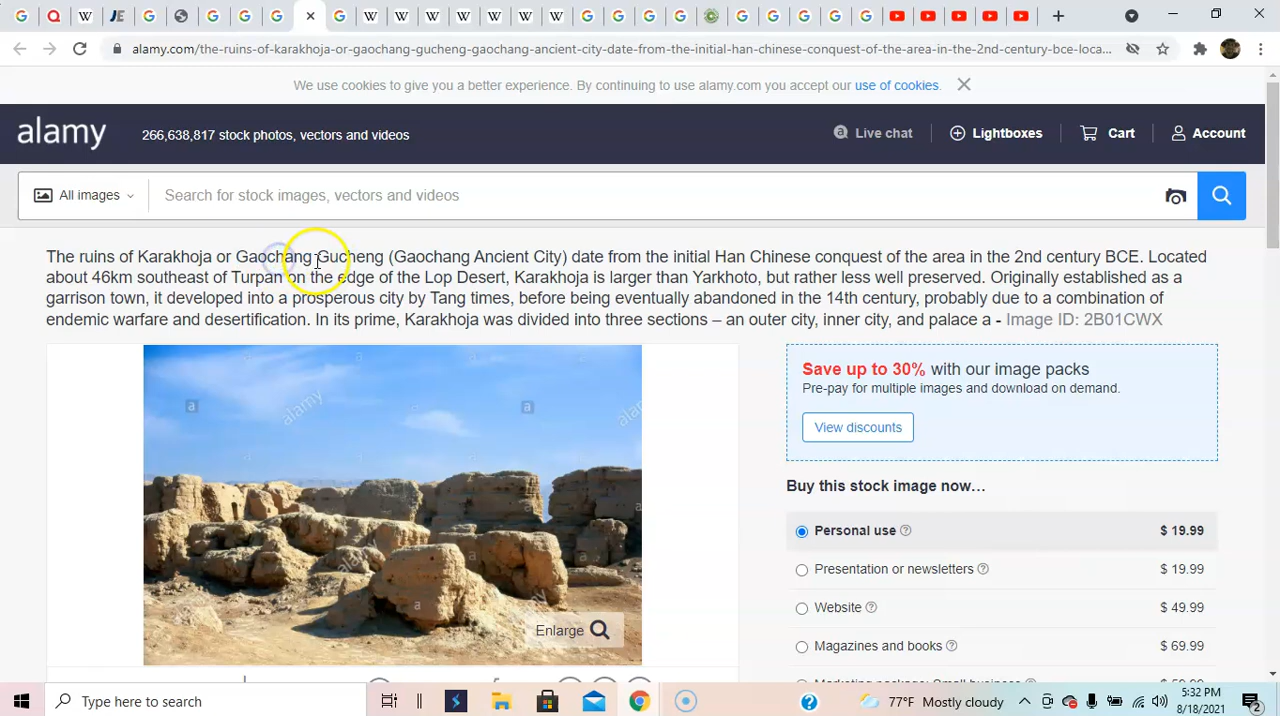 alamy.com/the-ruins-of-karakhoja-or-gaochang-gucheng-gaochang-ancient-city-date-from-the-initial-han-chinese-conquest-of-the-area-in-the-2nd-century-bce-loca...
We use cookies to give you a better experience. By continuing to use alamy.com you accept our use of cookies.
alamy 266,638,817 stock photos, vectors and videos Live chat Lightboxes Cart Account
All images Search for stock images, vectors and videos
The ruins of Karakhoja or Gaochang Gucheng (Gaochang Ancient City) date from the initial Han Chinese conquest of the area in the 2nd century BCE. Located
about 46km southeast of Turpan on the edge of the Lop Desert, Karakhoja is larger than Yarkhoto, but rather less well preserved. Originally established as a
garrison town, it developed into a prosperous city by Tang times, before being eventually abandoned in the 14th century, probably due to a combination of
endemic warfare and desertification. In its prime, Karakhoja was divided into three sections – an outer city, inner city, and palace a - Image ID: 2B01CWX
Save up to 30% with our image packs
Pre-pay for multiple images and download on demand.
View discounts
Buy this stock image now…
Personal use $ 19.99
Presentation or newsletters $ 19.99
Website $ 49.99
Magazines and books $ 69.99
a
a
alamy
alamy
alamy
a
a
alamy
Enlarge
Type here to search
77°F Mostly cloudy
5:32 PM
8/18/2021
2